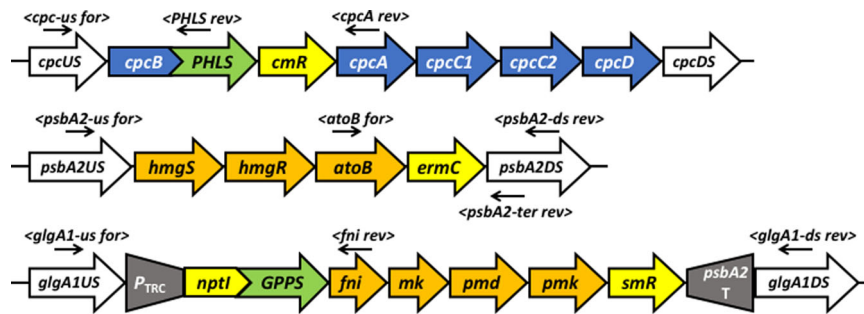 <cpc-us for> <PHLS rev> <cpcA rev>
cpcUS cpcB PHLS cmR cpcA cpcC1 cpcC2 cpcD cpcDS
<psbA2-us for> <atoB for> <psbA2-ds rev>
psbA2US hmgS hmgR atoB ermC psbA2DS
<psbA2-ter rev>
<glgA1-us for> <fni rev> <glgA1-ds rev>
glgA1US PTRC nptI GPPS fni mk pmd pmk smR psbA2 T glgA1DS